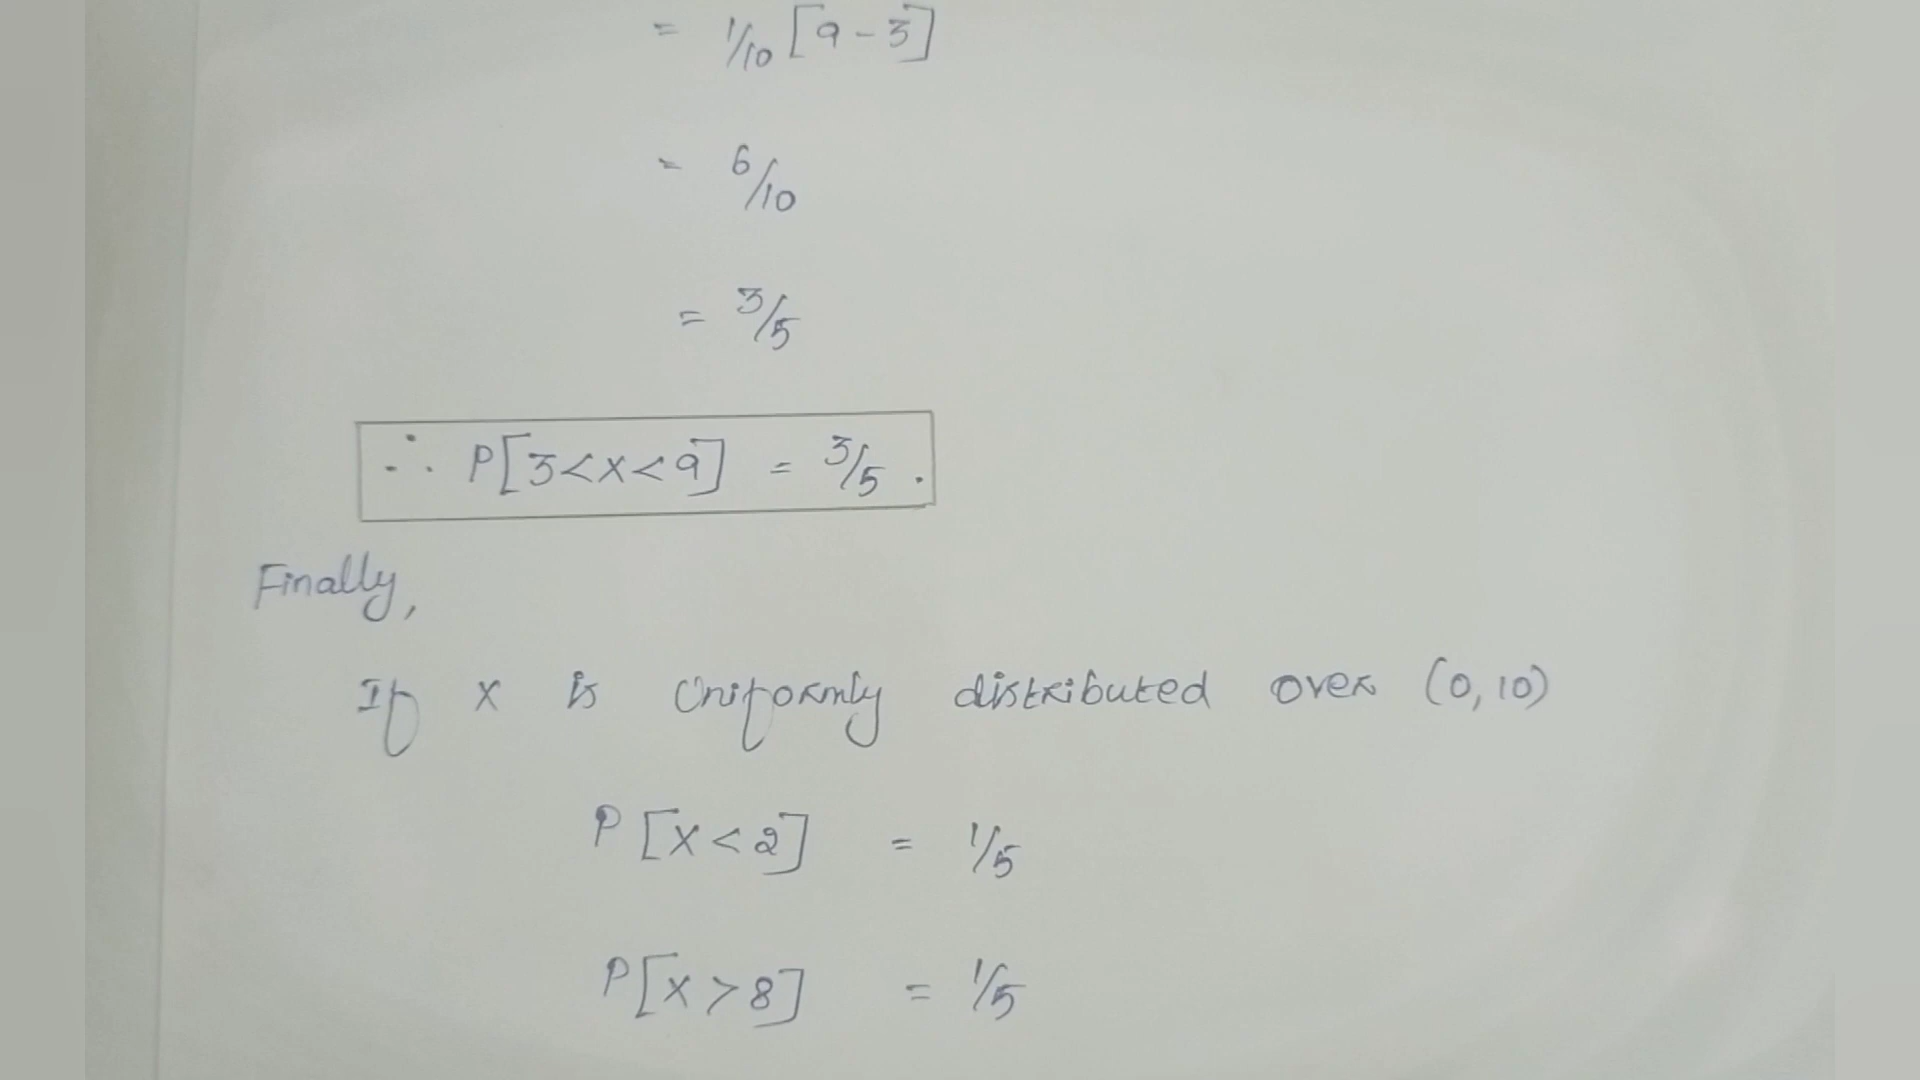 = 1/10 [9-3]
= 6/10
= 3/5
∴ P[3<x<9] = 3/5.
Finally,
If x is Uniformly distributed over (0,10)
P[x<2] = 1/5
P[x>8] = 1/5